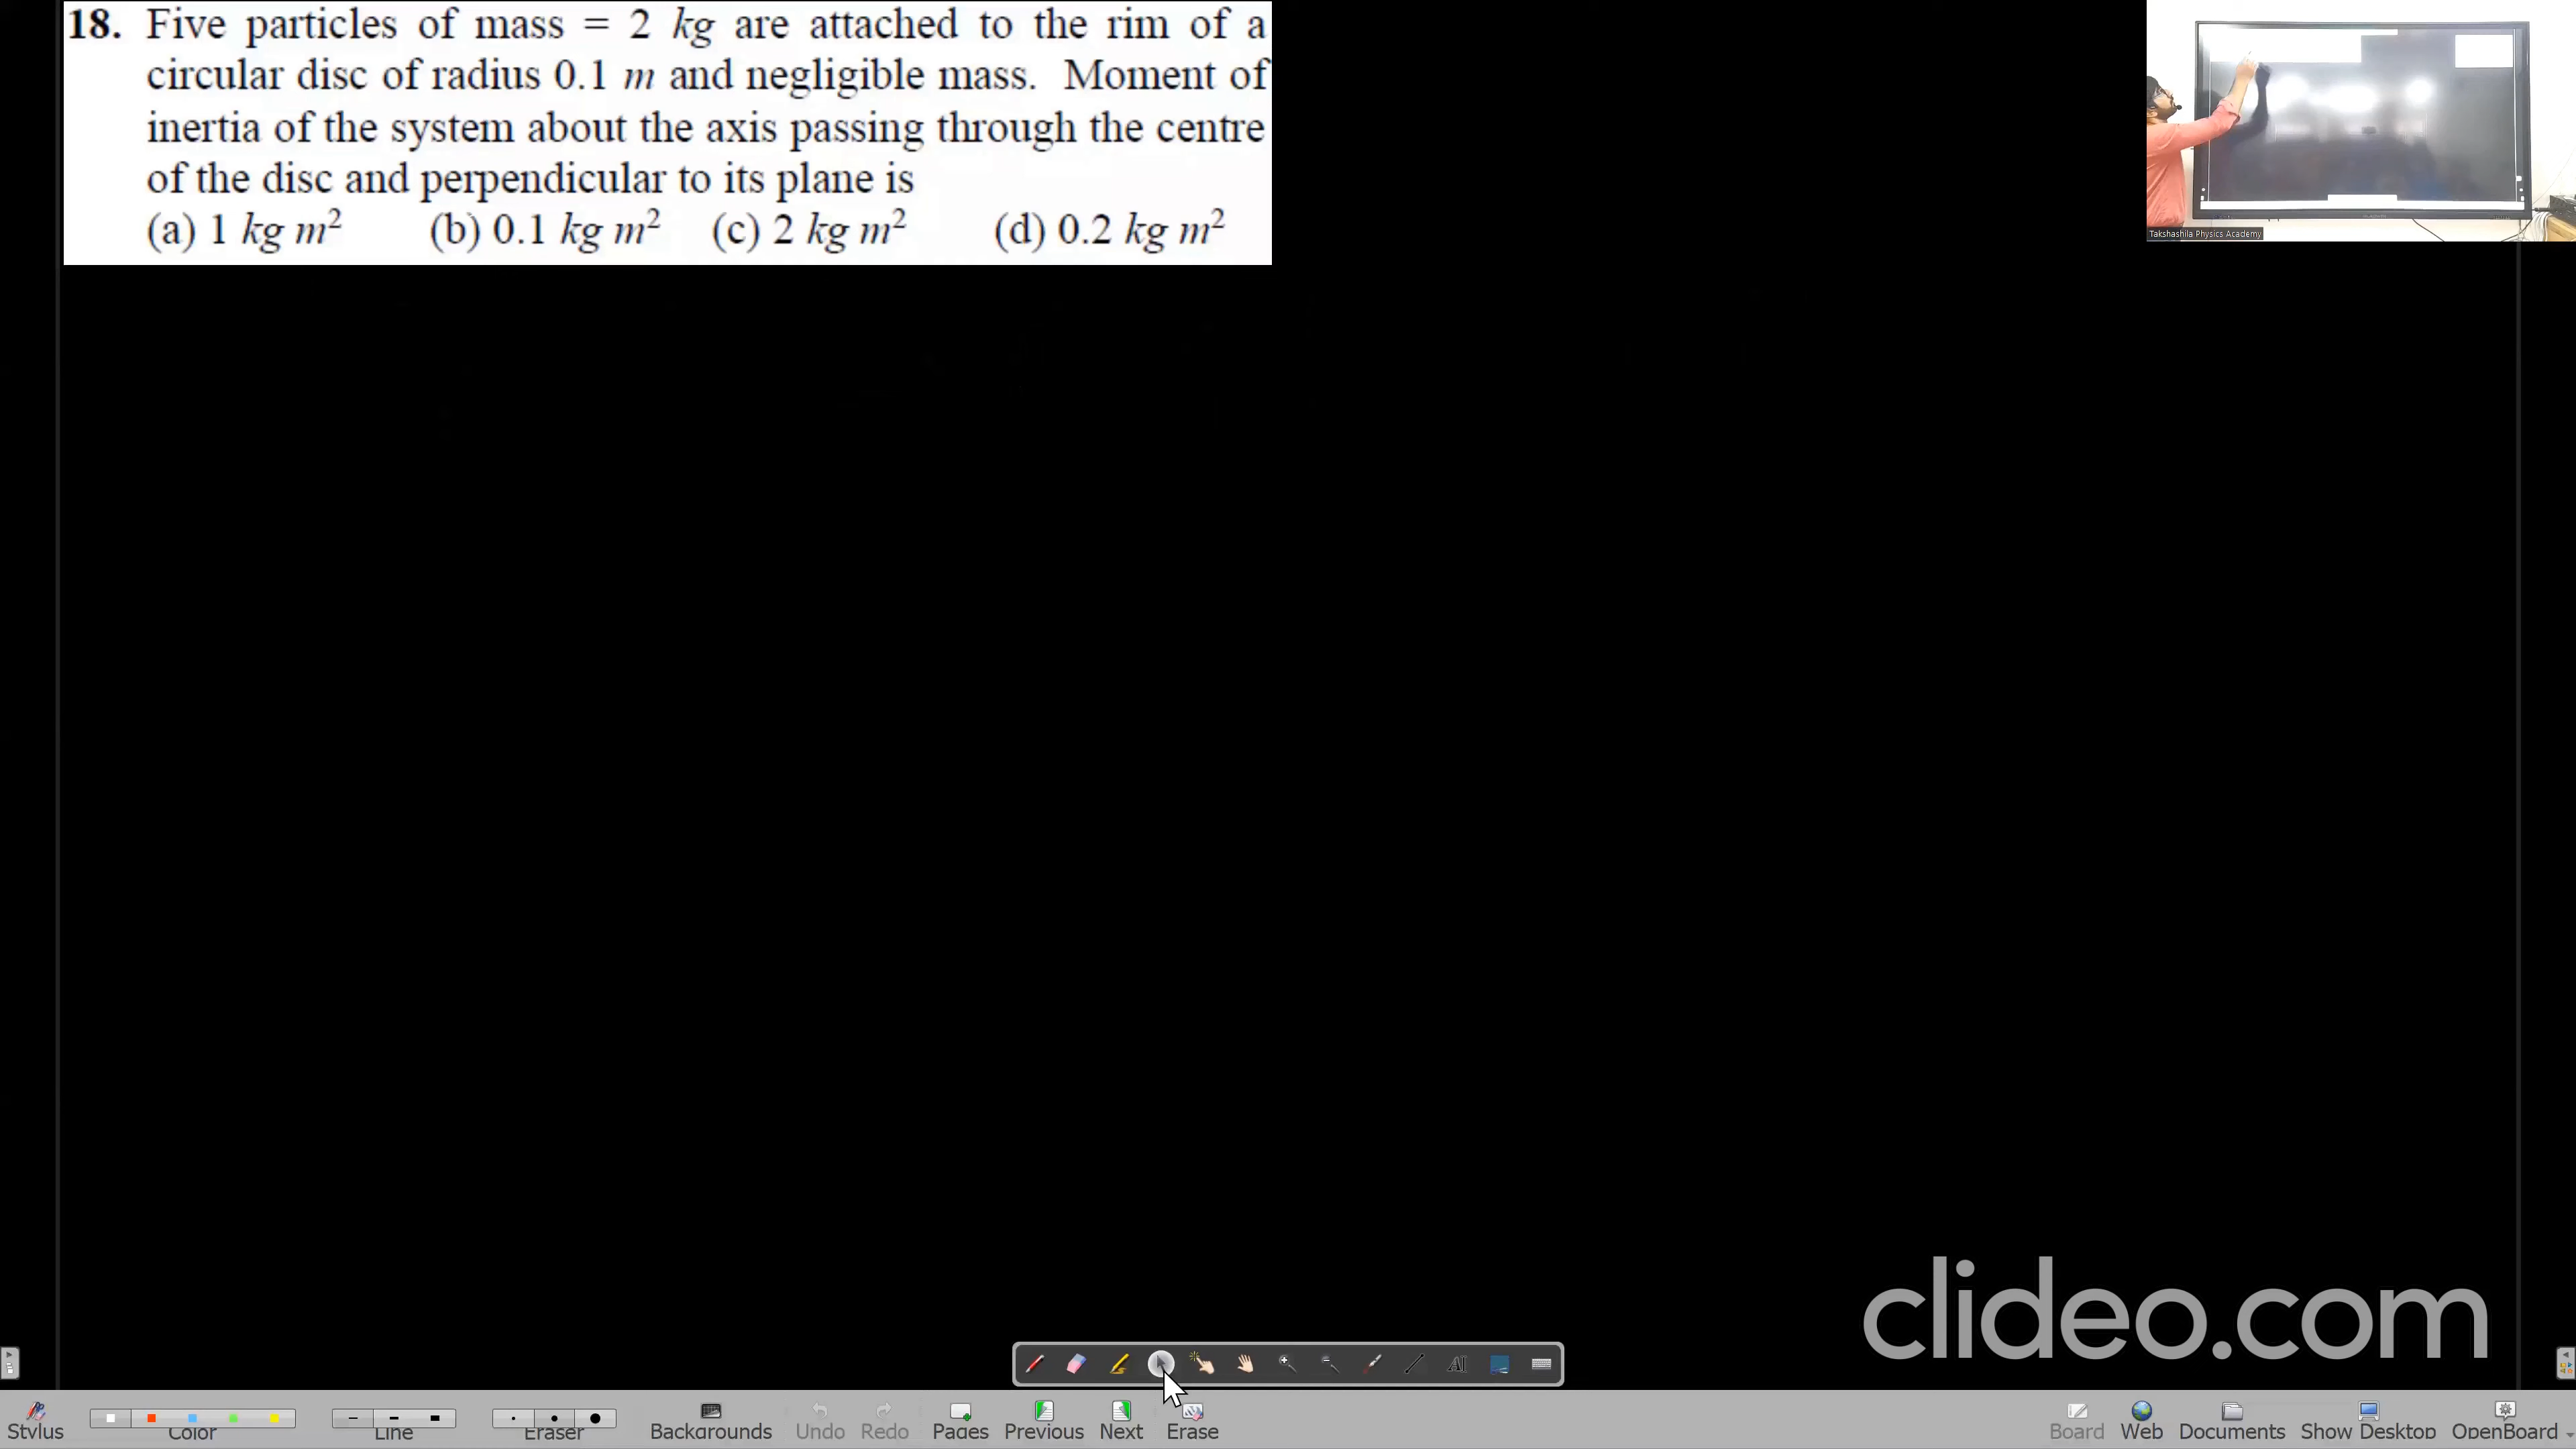 18. Five particles of mass = 2 kg are attached to the rim of a
circular disc of radius 0.1 m and negligible mass. Moment of
inertia of the system about the axis passing through the centre
of the disc and perpendicular to its plane is
(a) 1 kg m² (b) 0.1 kg m² (c) 2 kg m² (d) 0.2 kg m²
Takshashila Physics Academy
clideo.com
AI
Stylus Color Line Eraser Backgrounds Undo Redo Pages Previous Next Erase Board Web Documents Show Desktop OpenBoard